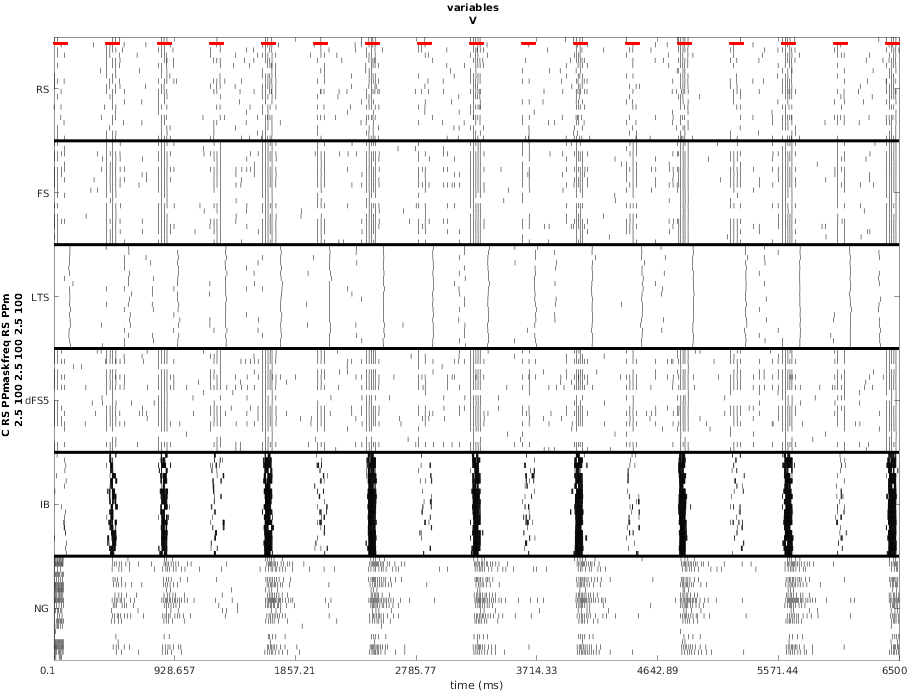 variables
V
C RS PPmaskfreq RS PPm
2.5 100 2.5 100 2.5 100
RS
FS
LTS
dFS5
IB
NG
0.1 928.657 1857.21 2785.77 3714.33 4642.89 5571.44 6500
time (ms)